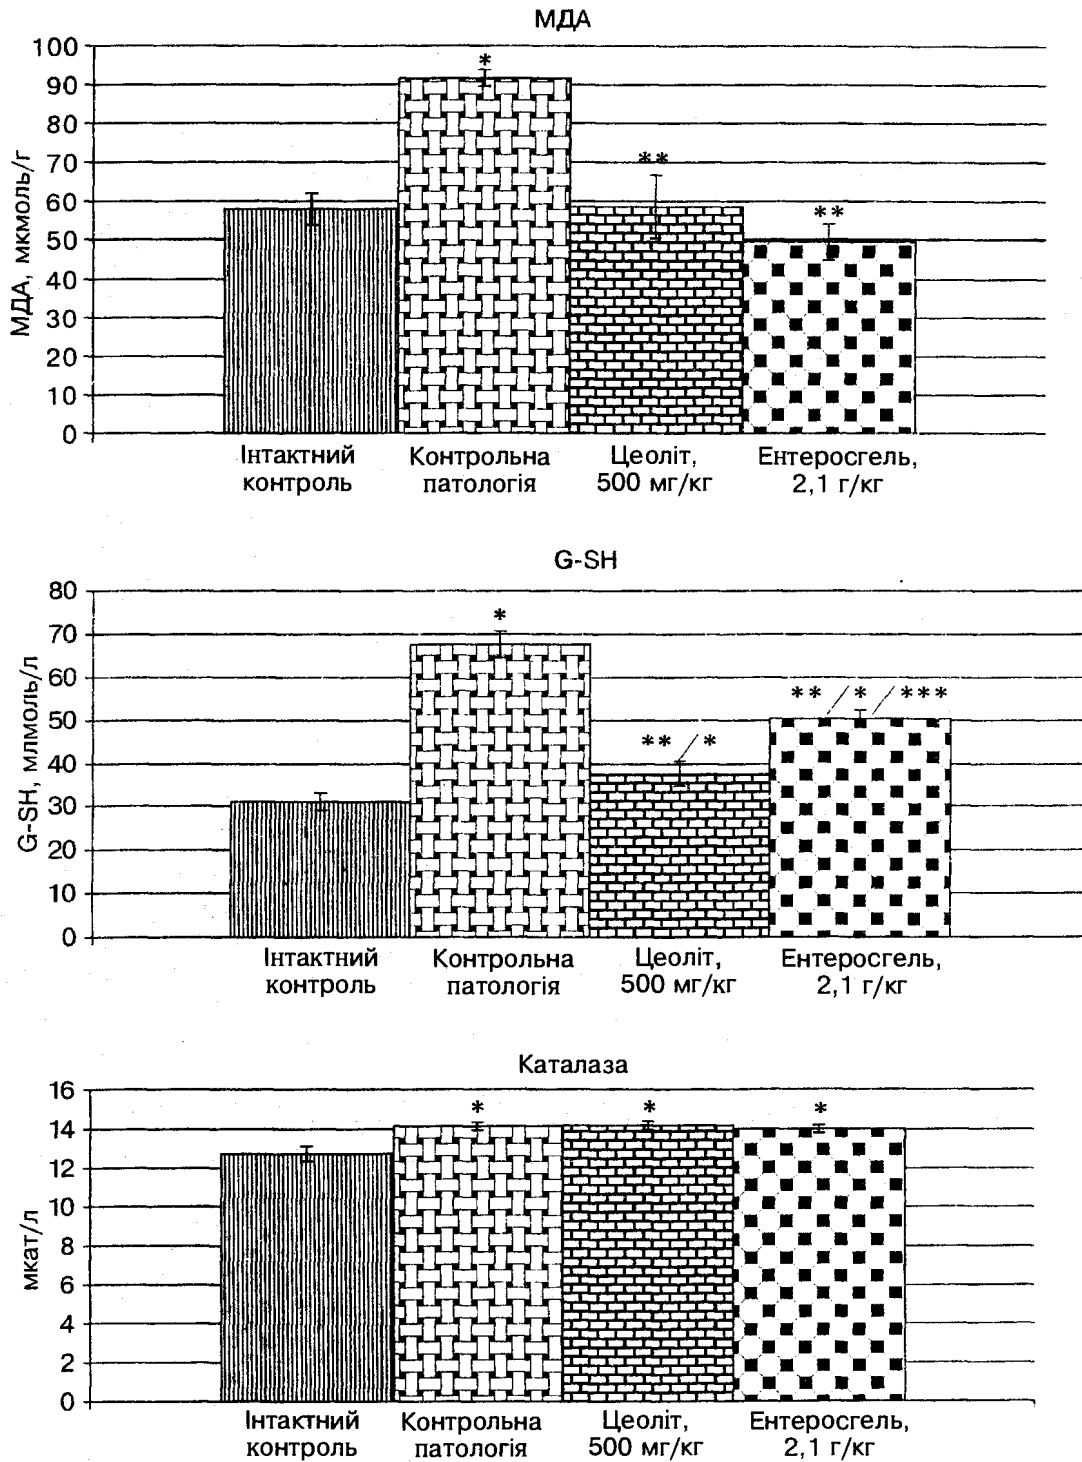 МДА
100
90
80
70
60
50
40
30
20
10
0
МДА, мкмоль/г
*
**
**
Інтактний
контроль
Контрольна
патологія
Цеоліт,
500 мг/кг
Ентеросгель,
2,1 г/кг
G-SH
80
70
60
50
40
30
20
10
0
G-SH, млмоль/л
*
** / *
** / * / ***
Інтактний
контроль
Контрольна
патологія
Цеоліт,
500 мг/кг
Ентеросгель,
2,1 г/кг
Каталаза
16
14
12
10
8
6
4
2
0
мкат/л
*
*
*
Інтактний
контроль
Контрольна
патологія
Цеоліт,
500 мг/кг
Ентеросгель,
2,1 г/кг